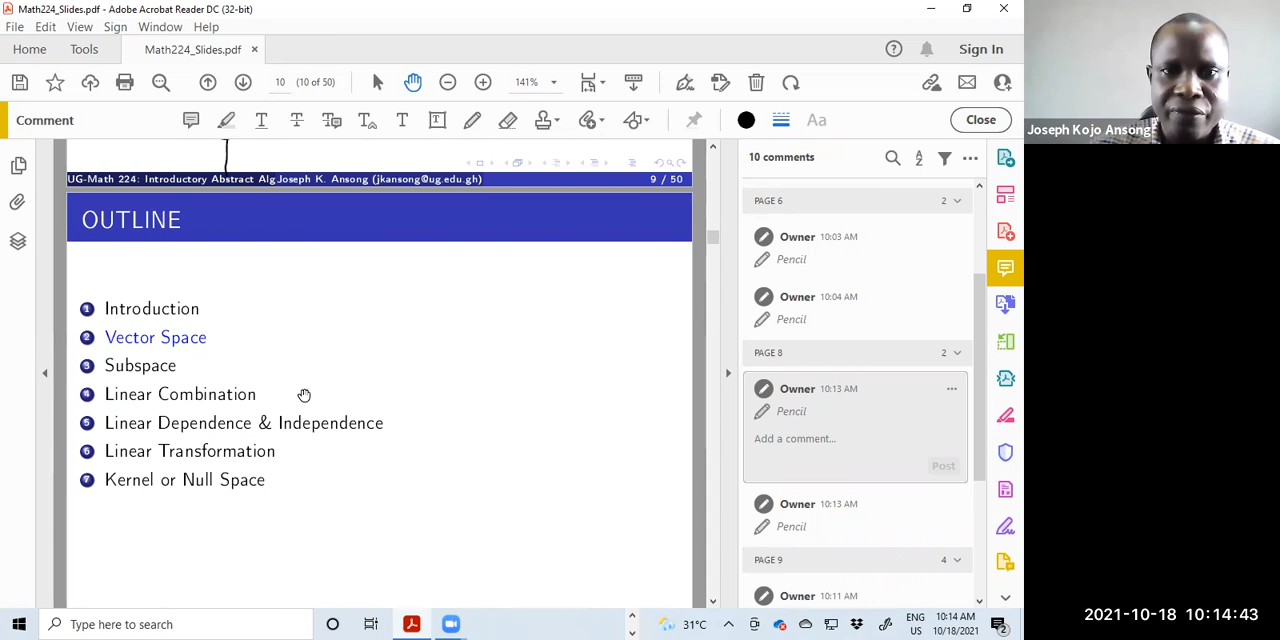 Math224_Slides.pdf - Adobe Acrobat Reader DC (32-bit)
File Edit View Sign Window Help
Home Tools Math224_Slides.pdf × Sign In
10 (10 of 50) 141%
Comment Aa Close
Joseph Kojo Ansong
UG-Math 224: Introductory Abstract AlgJoseph K. Ansong (jkansong@ug.edu.gh) 9 / 50
OUTLINE
1 Introduction
2 Vector Space
3 Subspace
4 Linear Combination
5 Linear Dependence & Independence
6 Linear Transformation
7 Kernel or Null Space
10 comments
PAGE 6 2
Owner 10:03 AM
Pencil
Owner 10:04 AM
Pencil
PAGE 8 2
Owner 10:13 AM
Pencil
Add a comment...
Post
Owner 10:13 AM
Pencil
PAGE 9 4
Owner 10:11 AM
Type here to search
31°C
ENG
US
10:14 AM
10/18/2021
2
2021-10-18 10:14:43